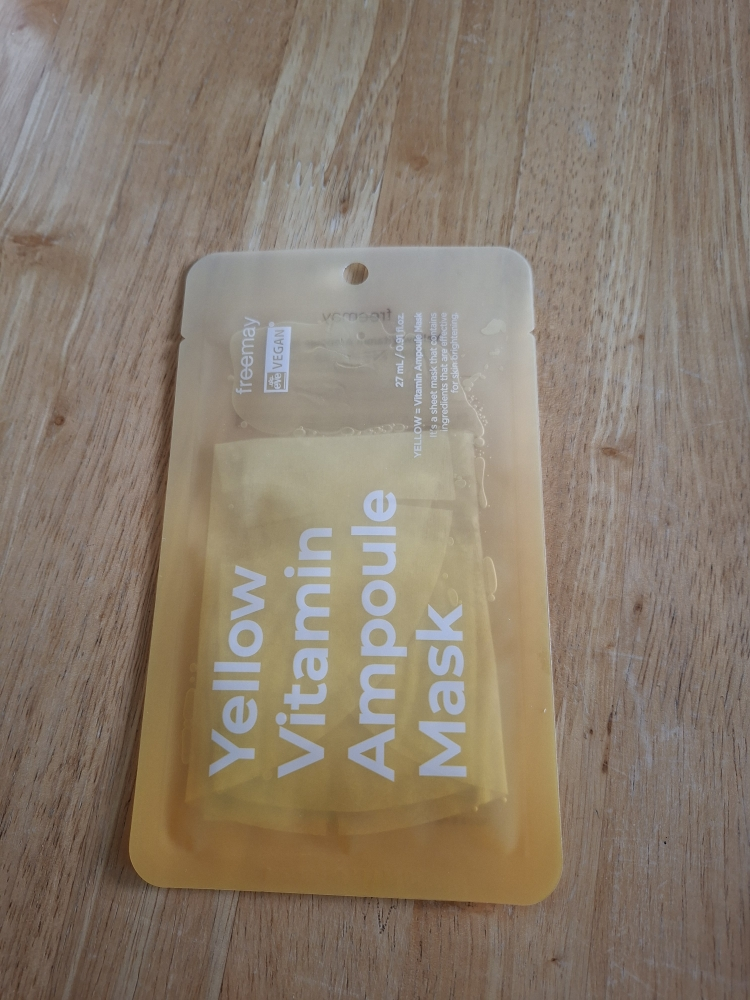 freemay
eve VEGAN®
27 mL / 0.91 fl.oz.
YELLOW = Vitamin Ampoule Mask
It's a sheet mask that contains
ingredients that are effective
for skin brightening.
Yellow
Vitamin
Ampoule
Mask